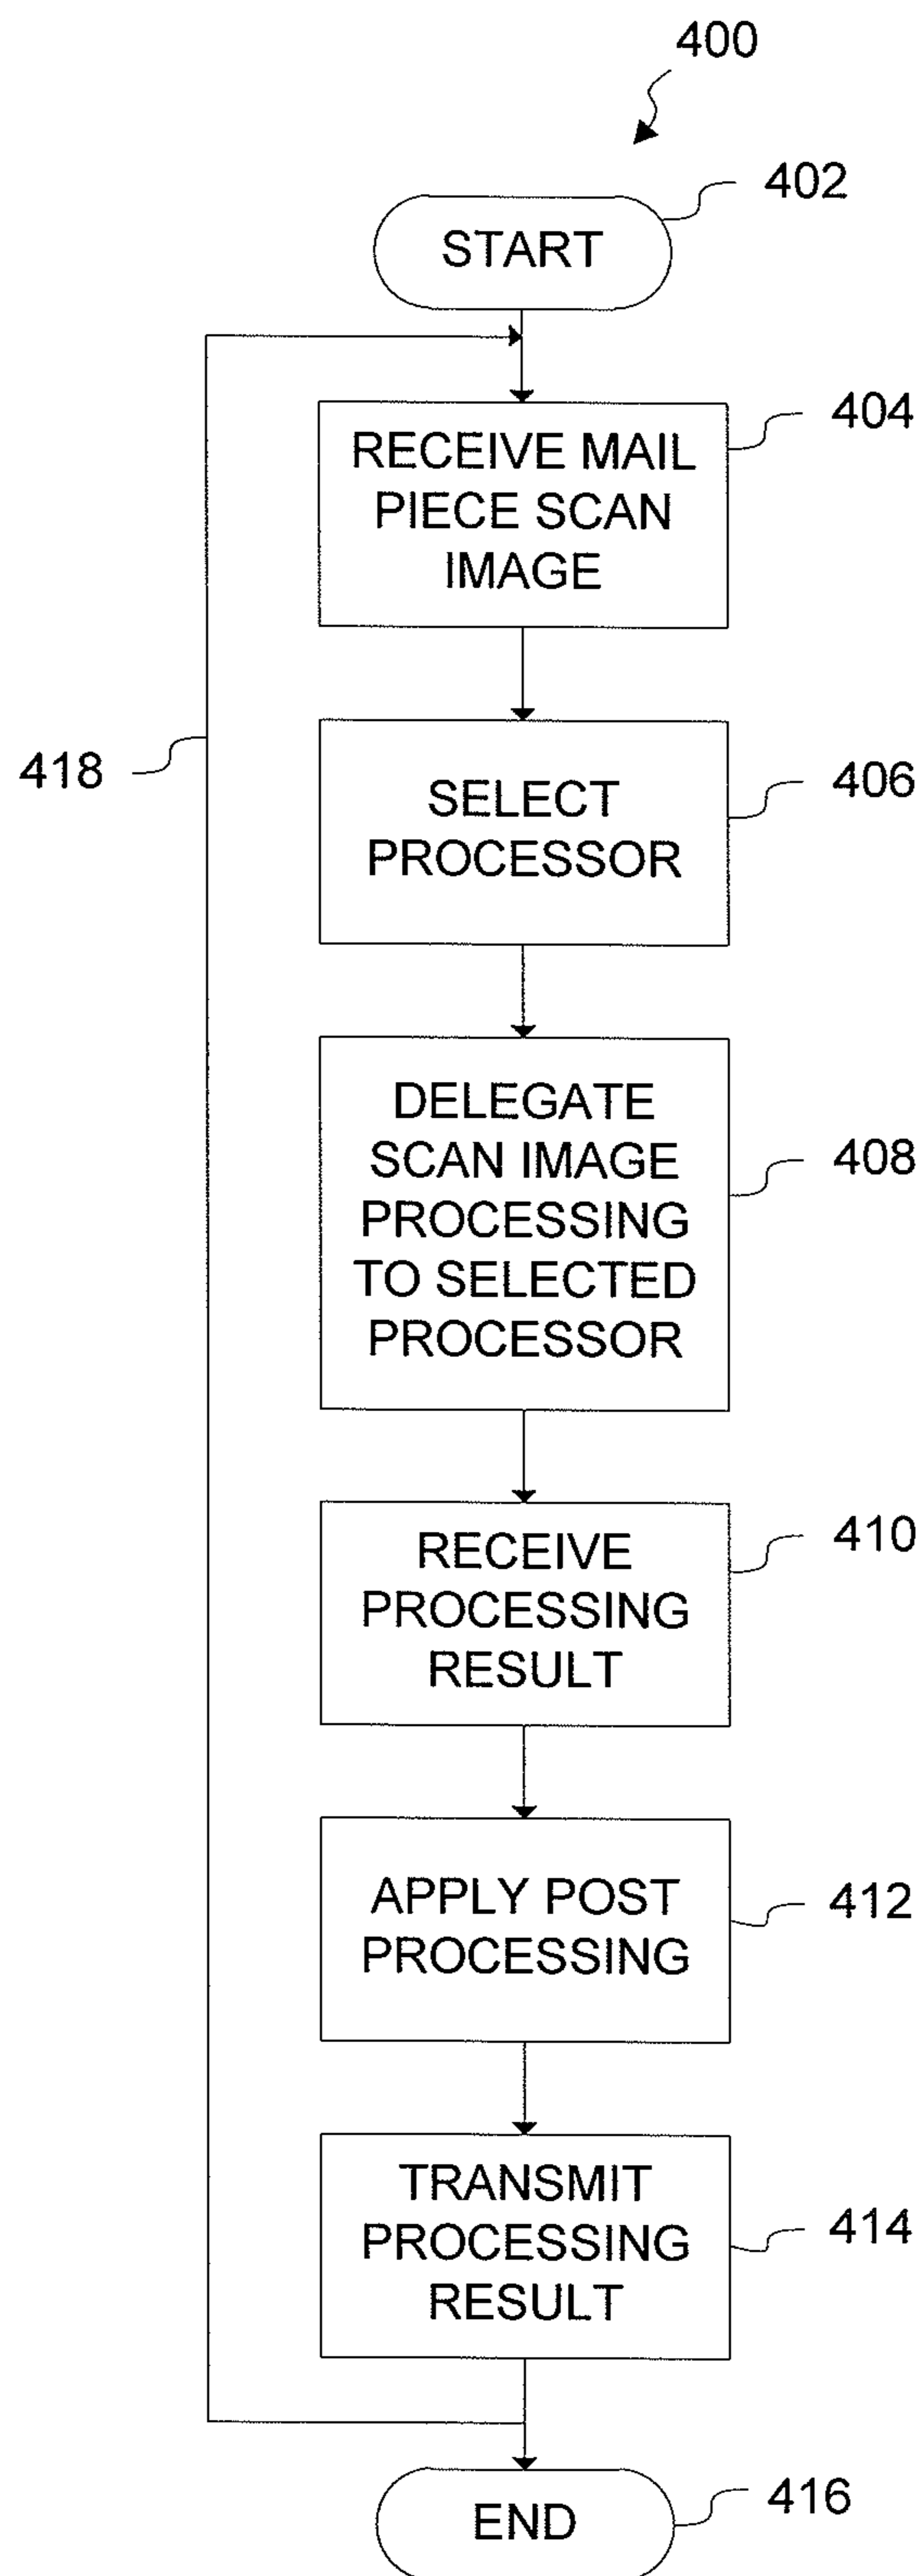 400
402
START
404
RECEIVE MAIL
PIECE SCAN
IMAGE
418
406
SELECT
PROCESSOR
DELEGATE
SCAN IMAGE
PROCESSING
TO SELECTED
PROCESSOR
408
RECEIVE
PROCESSING
RESULT
410
APPLY POST
PROCESSING
412
TRANSMIT
PROCESSING
RESULT
414
END
416